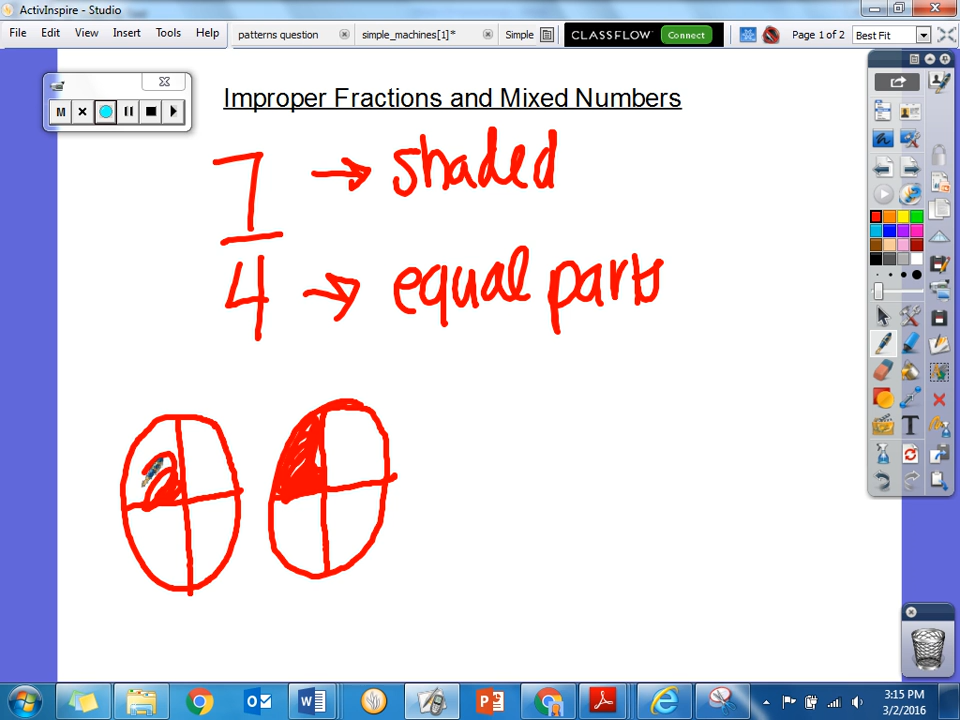 ActivInspire - Studio
File Edit View Insert Tools Help
patterns question
simple_machines[1]*
Simple
CLASSFLOW Connect
Page 1 of 2
Best Fit
M
Improper Fractions and Mixed Numbers
7 → shaded
4 → equal parts
T
3:15 PM
3/2/2016